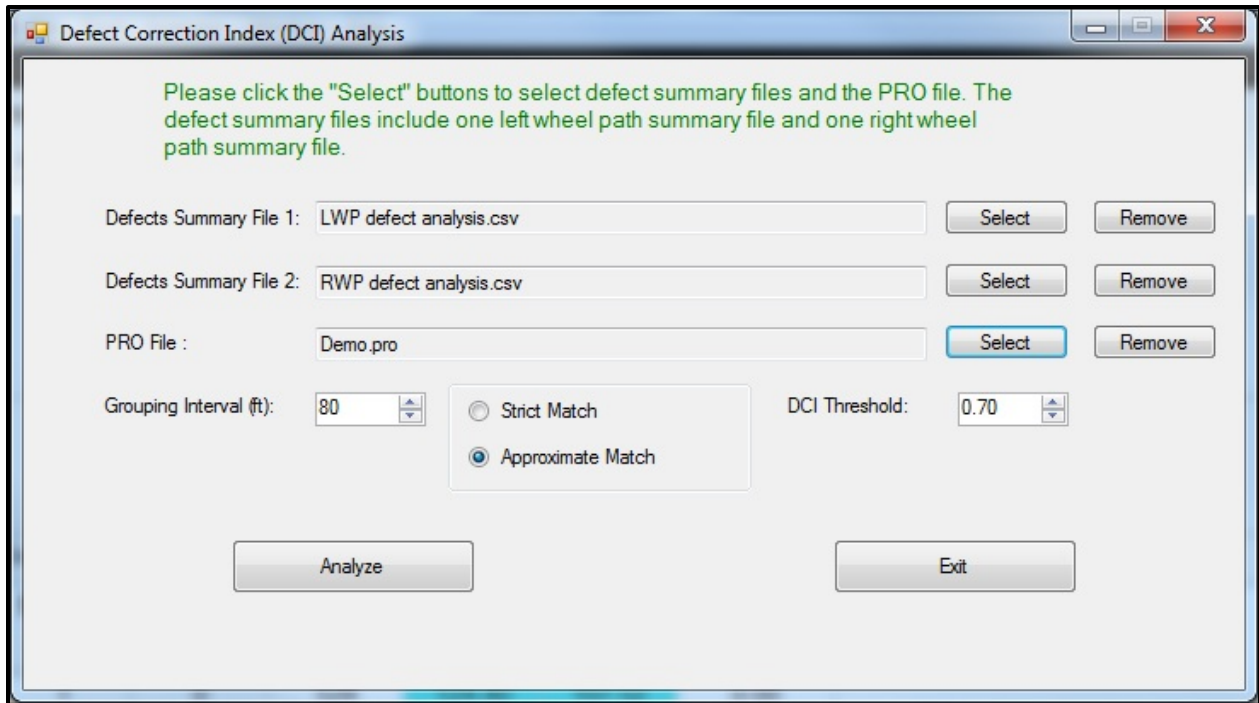 Defect Correction Index (DCI) Analysis
Please click the "Select" buttons to select defect summary files and the PRO file. The
defect summary files include one left wheel path summary file and one right wheel
path summary file.
Defects Summary File 1: LWP defect analysis.csv Select Remove
Defects Summary File 2: RWP defect analysis.csv Select Remove
PRO File : Demo.pro Select Remove
Grouping Interval (ft): 80 Strict Match DCI Threshold: 0.70
Approximate Match
Analyze Exit